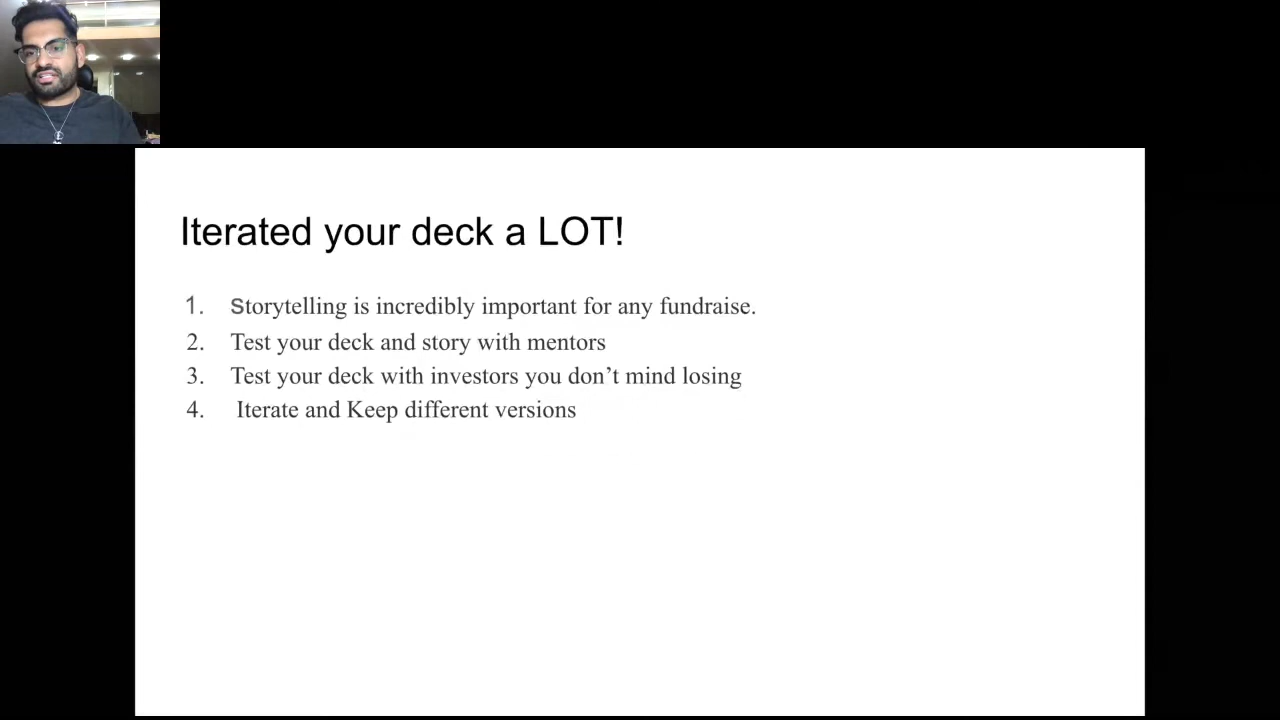 Iterated your deck a LOT!
1. Storytelling is incredibly important for any fundraise.
2. Test your deck and story with mentors
3. Test your deck with investors you don’t mind losing
4. Iterate and Keep different versions